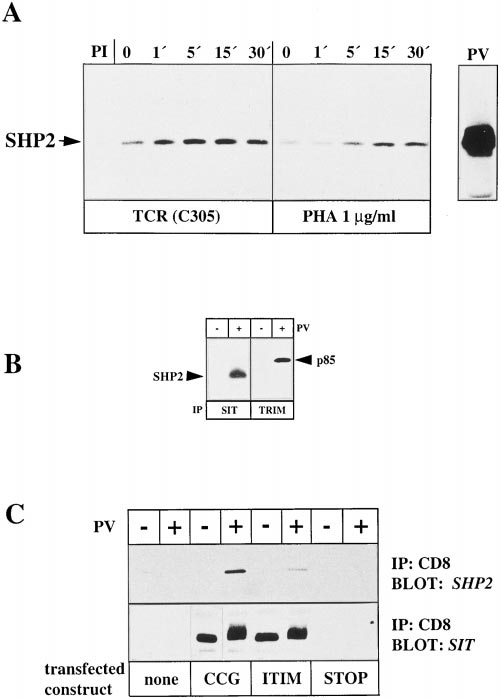 A
PI 0 1´ 5´ 15´ 30´ 0 1´ 5´ 15´ 30´ PV
SHP2
TCR (C305) PHA 1 µg/ml
B
- + - + PV
SHP2 p85
IP SIT TRIM
C
PV - + - + - + - +
IP: CD8
BLOT: SHP2
IP: CD8
BLOT: SIT
transfected
construct none CCG ITIM STOP